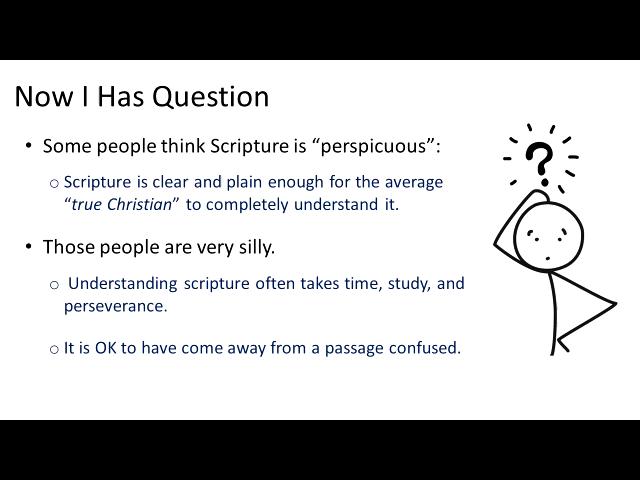 Now I Has Question
• Some people think Scripture is “perspicuous”:
o Scripture is clear and plain enough for the average
“true Christian” to completely understand it.
• Those people are very silly.
o Understanding scripture often takes time, study, and
perseverance.
o It is OK to have come away from a passage confused.
?